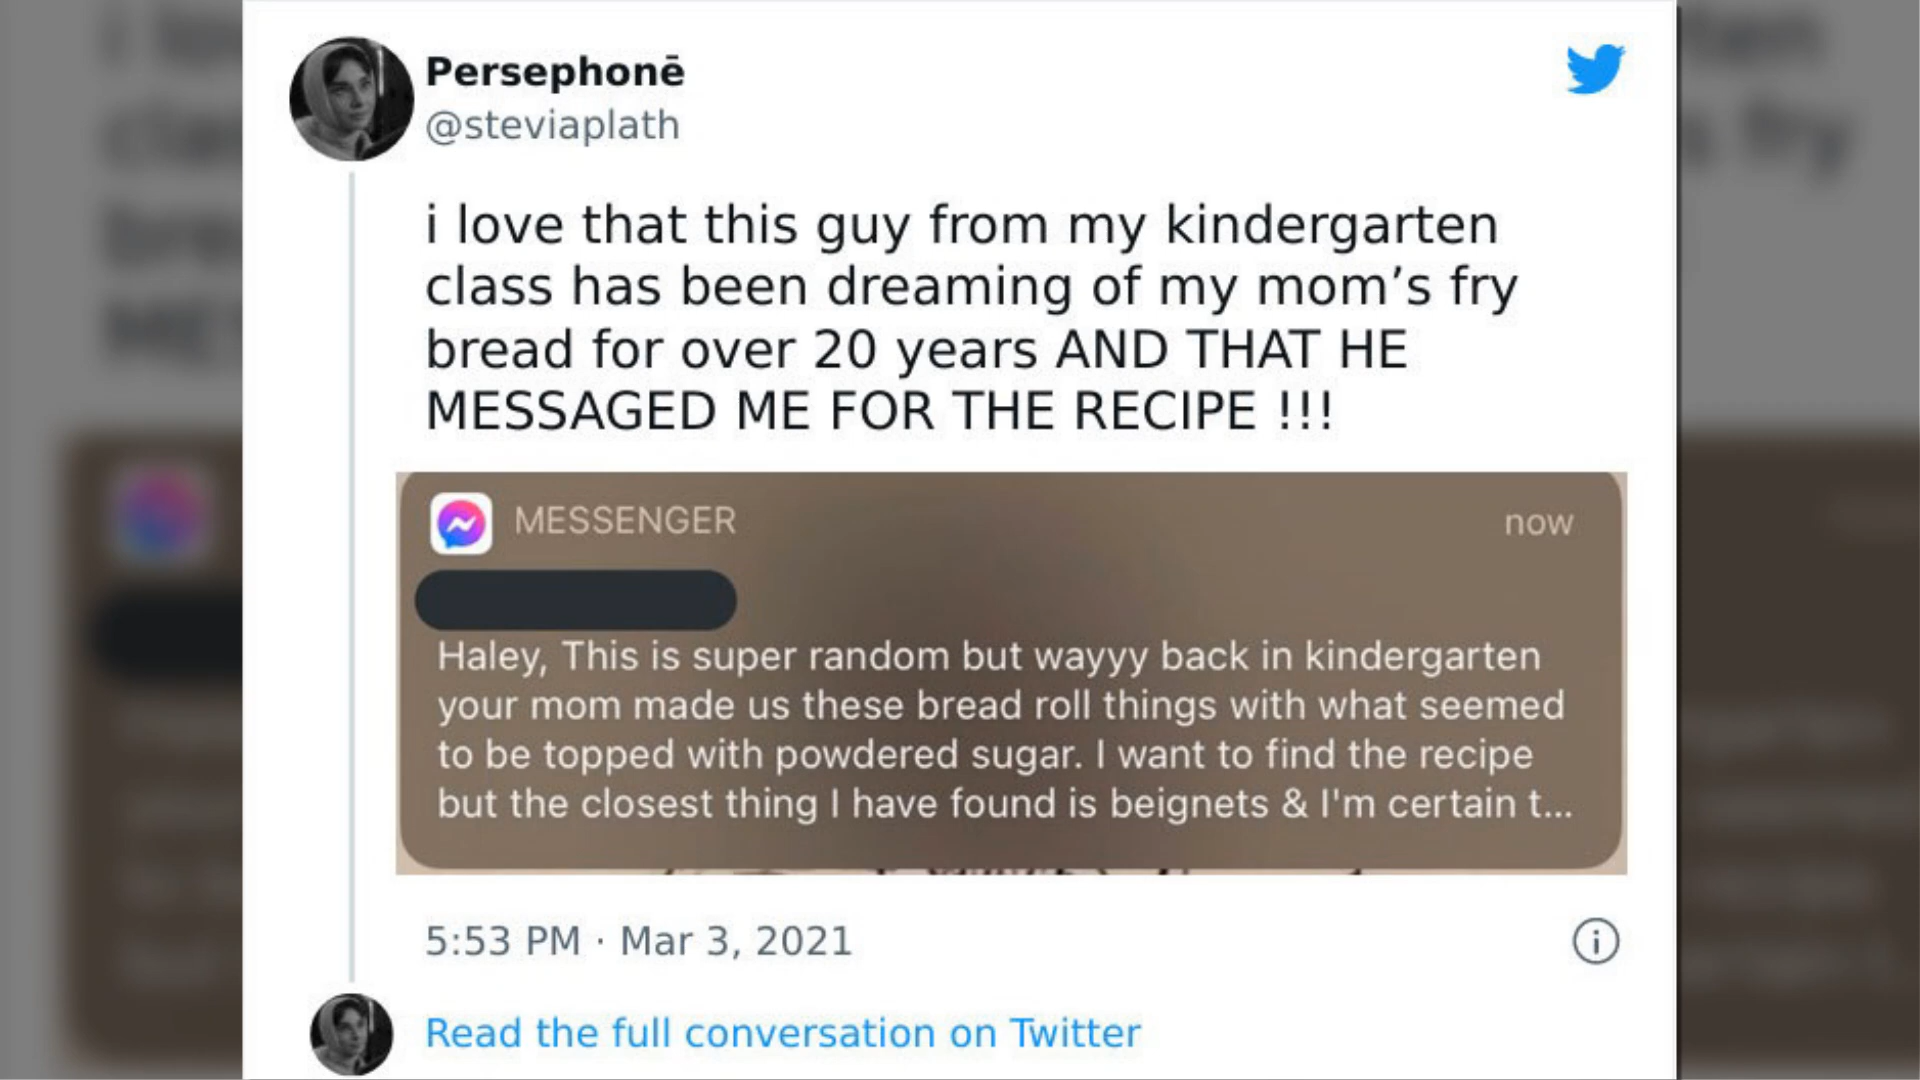 Persephonē
@steviaplath
i love that this guy from my kindergarten
class has been dreaming of my mom’s fry
bread for over 20 years AND THAT HE
MESSAGED ME FOR THE RECIPE !!!
MESSENGER
now
Haley, This is super random but wayyy back in kindergarten
your mom made us these bread roll things with what seemed
to be topped with powdered sugar. I want to find the recipe
but the closest thing I have found is beignets & I'm certain t...
5:53 PM · Mar 3, 2021
Read the full conversation on Twitter